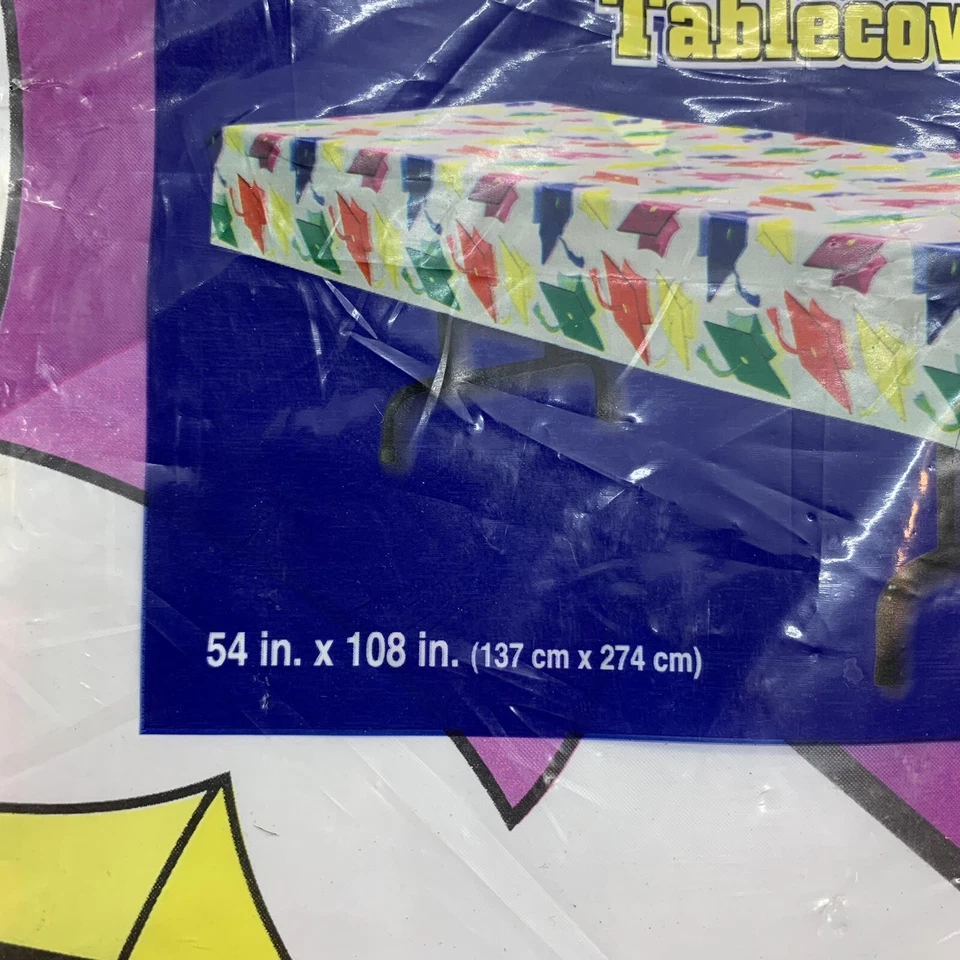 Tablecov
54 in. x 108 in. (137 cm x 274 cm)